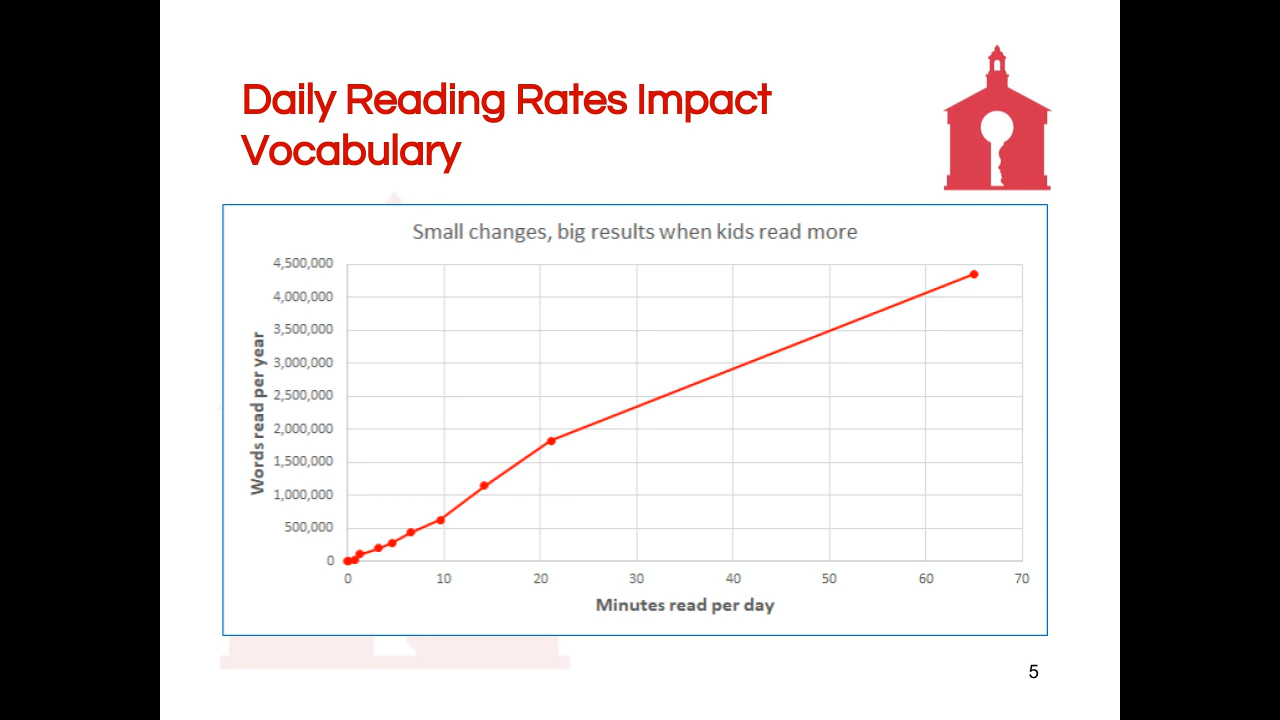 Daily Reading Rates Impact
Vocabulary
Small changes, big results when kids read more
Words read per year
4,500,000
4,000,000
3,500,000
3,000,000
2,500,000
2,000,000
1,500,000
1,000,000
500,000
0
0 10 20 30 40 50 60 70
Minutes read per day
5